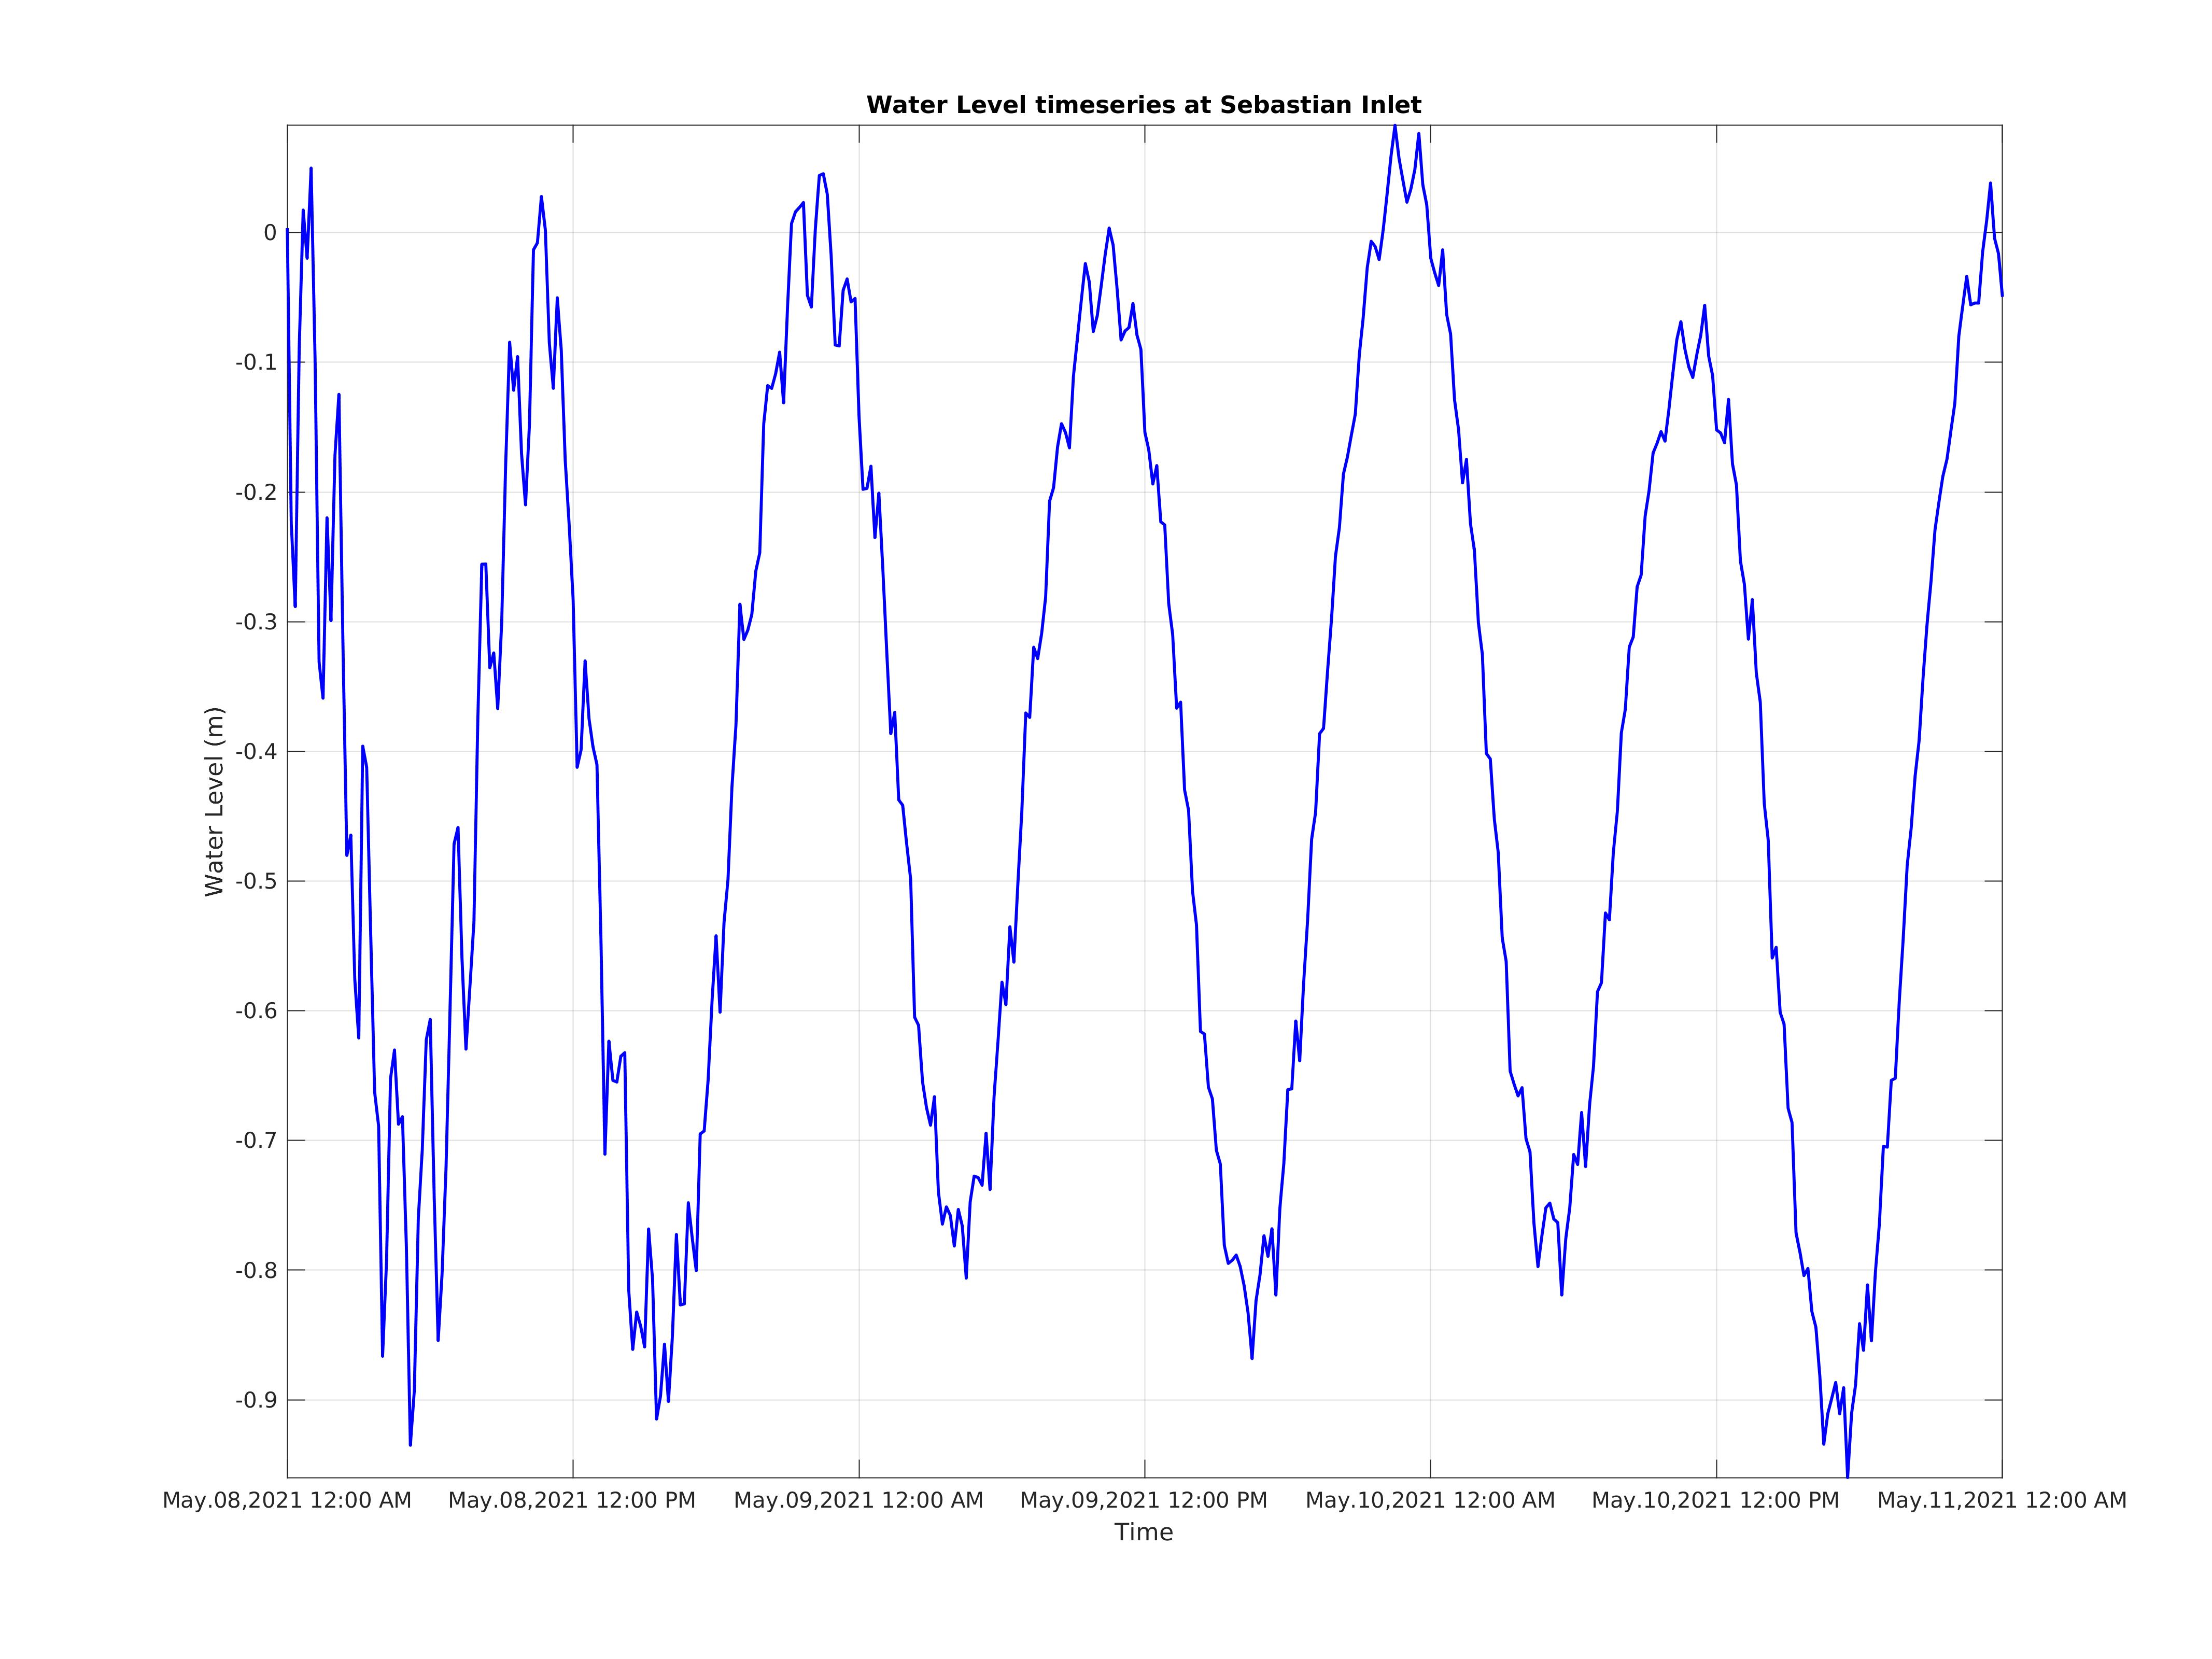 Water Level timeseries at Sebastian Inlet
0
-0.1
-0.2
-0.3
-0.4
-0.5
-0.6
-0.7
-0.8
-0.9
Water Level (m)
May.08,2021 12:00 AM May.08,2021 12:00 PM May.09,2021 12:00 AM May.09,2021 12:00 PM May.10,2021 12:00 AM May.10,2021 12:00 PM May.11,2021 12:00 AM
Time